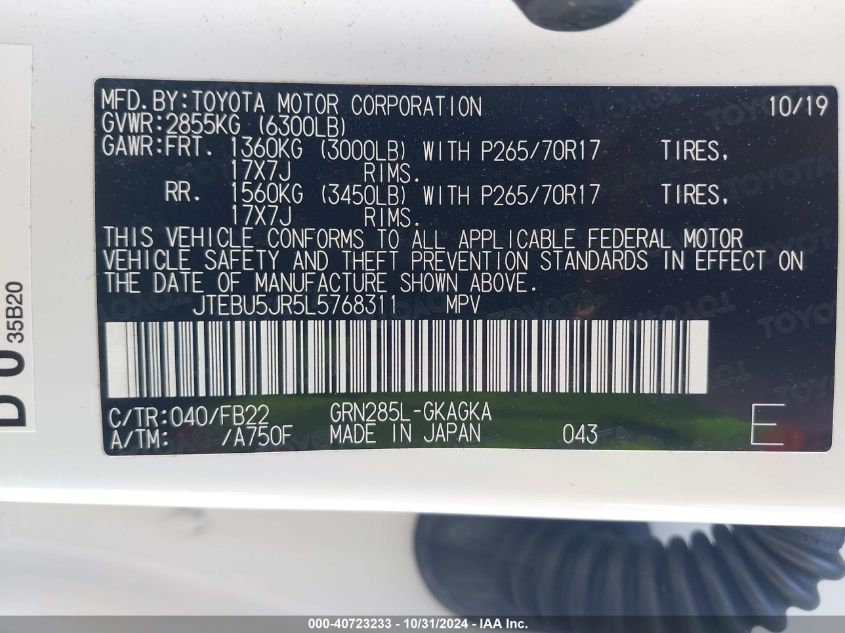 MFD.BY:TOYOTA MOTOR CORPORATION 10/19
GVWR:2855KG (6300LB)
GAWR:FRT. 1360KG (3000LB) WITH P265/70R17 TIRES,
17X7J RIMS.
RR. 1560KG (3450LB) WITH P265/70R17 TIRES,
17X7J RIMS.
THIS VEHICLE CONFORMS TO ALL APPLICABLE FEDERAL MOTOR
VEHICLE SAFETY AND THEFT PREVENTION STANDARDS IN EFFECT ON
THE DATE OF MANUFACTURE SHOWN ABOVE.
JTEBU5JR5L5768311 MPV
C/TR:040/FB22 GRN285L-GKAGKA
A/TM: /A750F MADE IN JAPAN 043 E
35B20
000-40723233 - 10/31/2024 - IAA Inc.